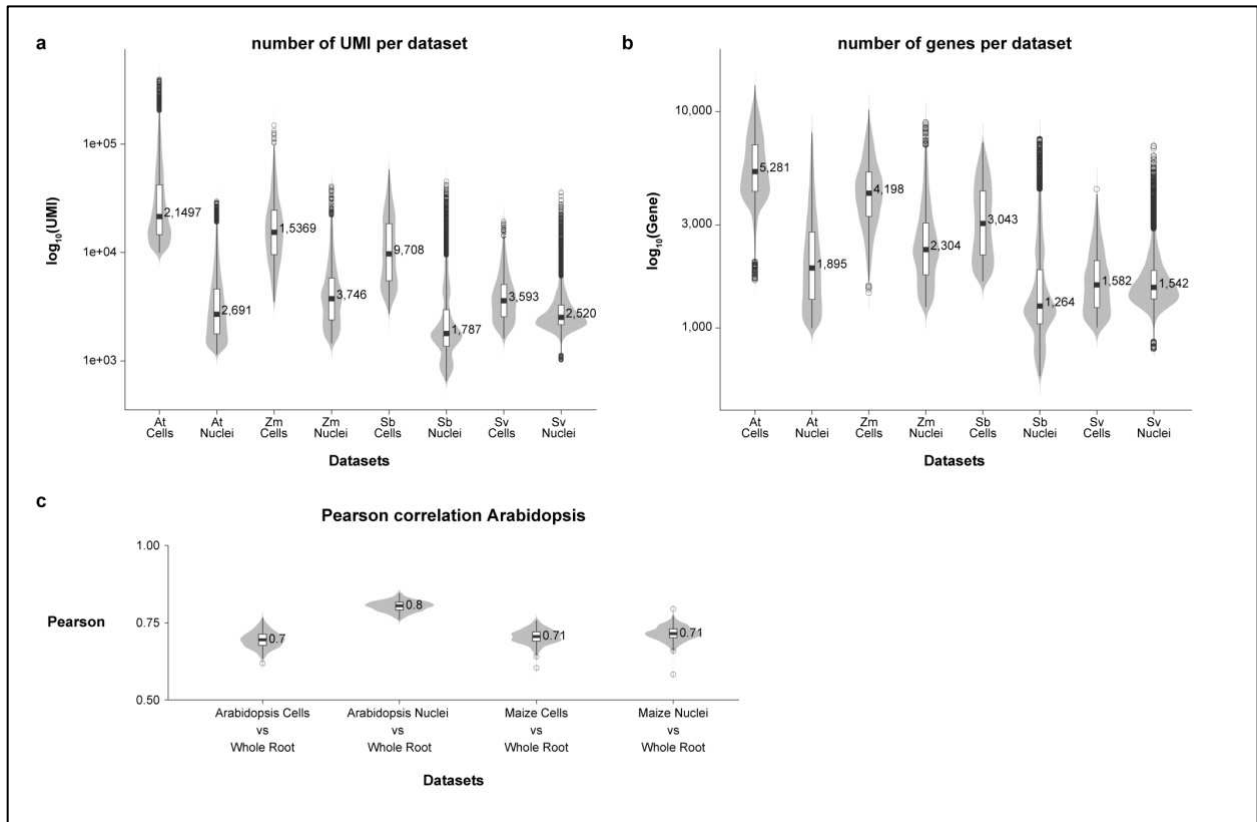 a
number of UMI per dataset
log10(UMI)
1e+05
1e+04
1e+03
2,1497
2,691
1,5369
3,746
9,708
1,787
3,593
2,520
At Cells
At Nuclei
Zm Cells
Zm Nuclei
Sb Cells
Sb Nuclei
Sv Cells
Sv Nuclei
Datasets
b
number of genes per dataset
log10(Gene)
10,000
3,000
1,000
5,281
1,895
4,198
2,304
3,043
1,264
1,582
1,542
At Cells
At Nuclei
Zm Cells
Zm Nuclei
Sb Cells
Sb Nuclei
Sv Cells
Sv Nuclei
Datasets
c
Pearson correlation Arabidopsis
Pearson
1.00
0.75
0.50
0.7
0.8
0.71
0.71
Arabidopsis Cells
vs
Whole Root
Arabidopsis Nuclei
vs
Whole Root
Maize Cells
vs
Whole Root
Maize Nuclei
vs
Whole Root
Datasets